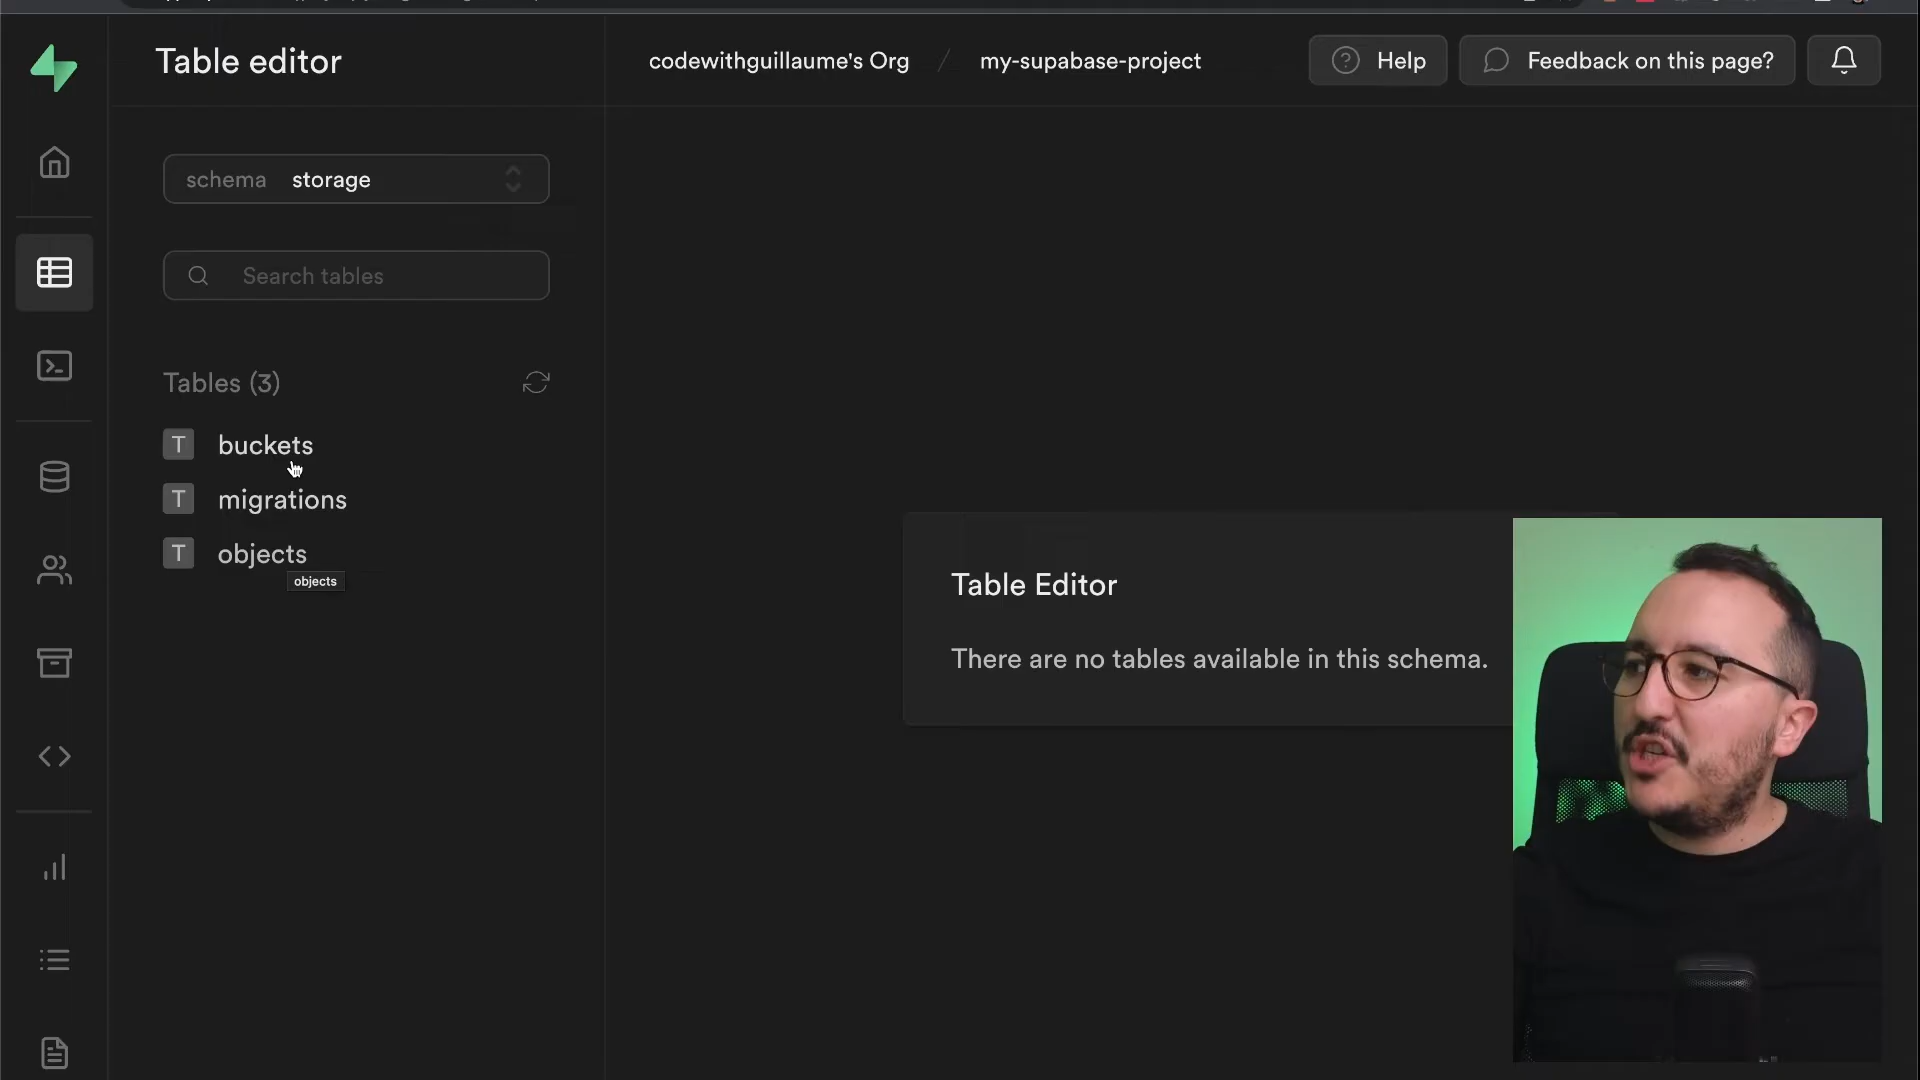 Table editor
codewithguillaume's Org / my-supabase-project
Help
Feedback on this page?
schema storage
Search tables
Tables (3)
T buckets
T migrations
T objects
objects
Table Editor
There are no tables available in this schema.